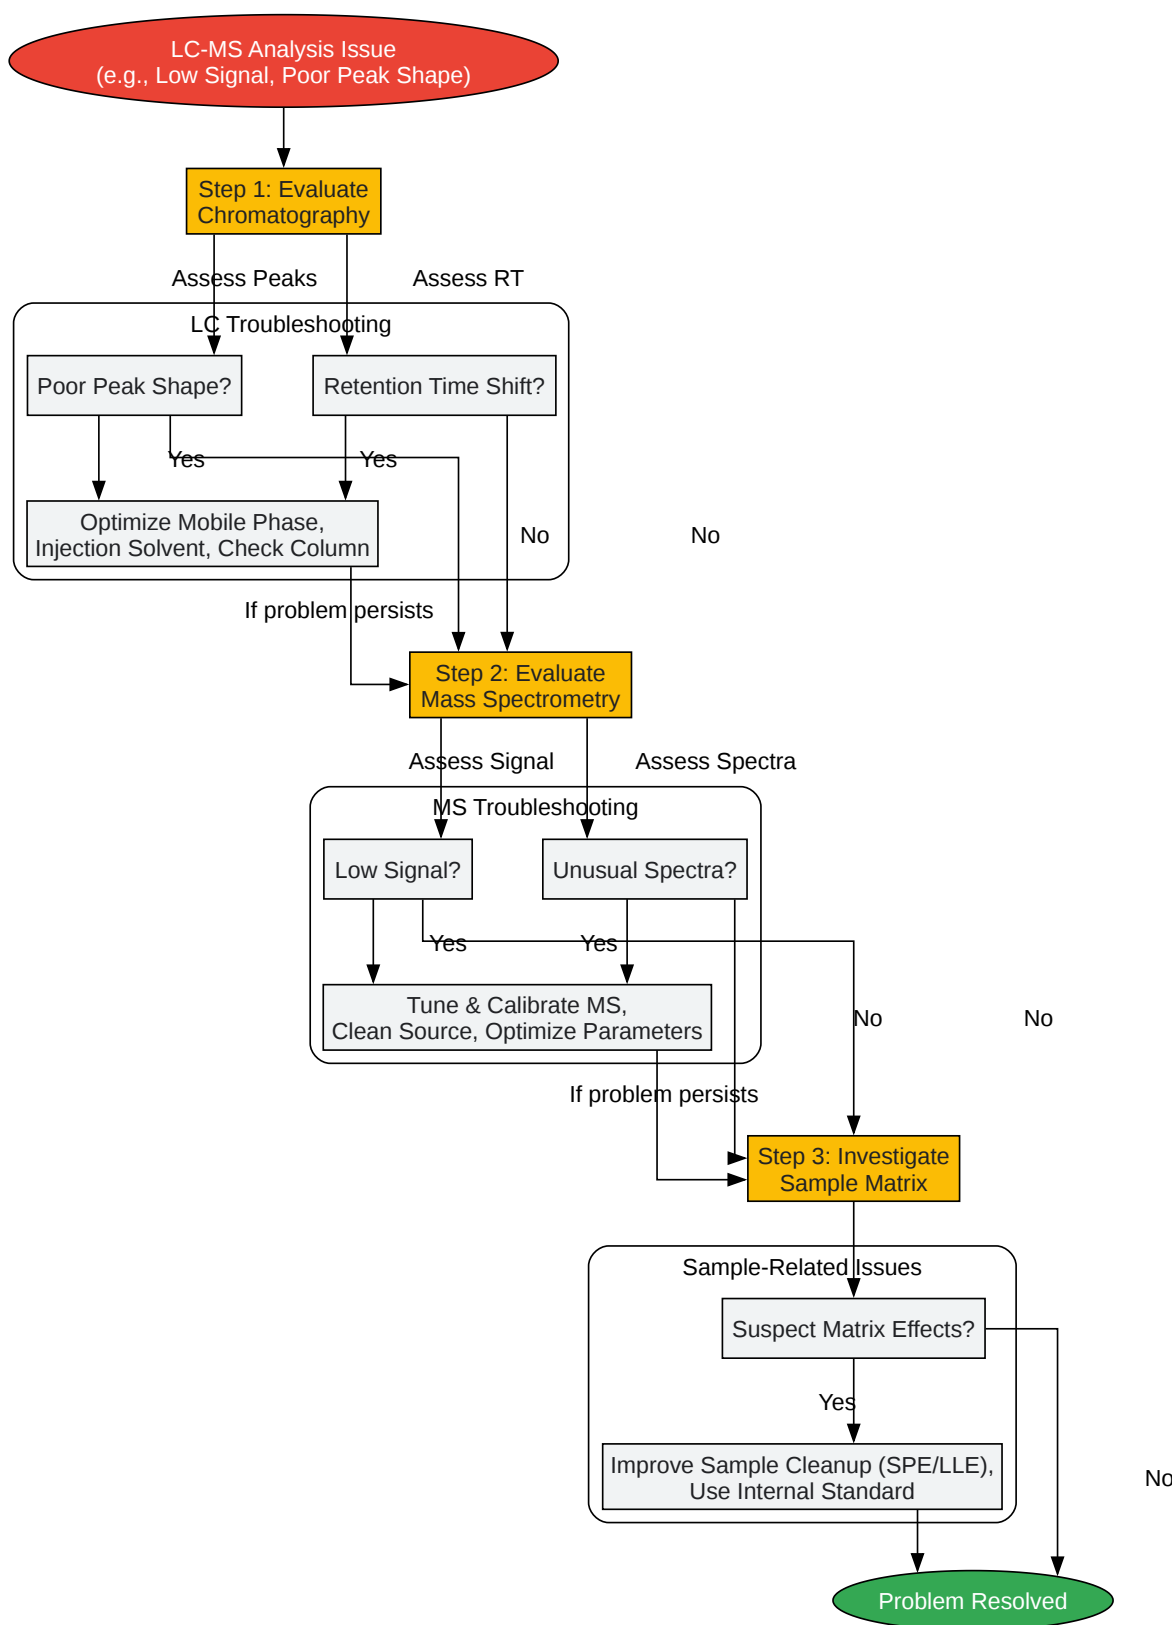 LC-MS Analysis Issue
(e.g., Low Signal, Poor Peak Shape)
Step 1: Evaluate
Chromatography
Assess Peaks
Assess RT
LC Troubleshooting
Poor Peak Shape?
Retention Time Shift?
Yes
Yes
Optimize Mobile Phase,
Injection Solvent, Check Column
No
No
If problem persists
Step 2: Evaluate
Mass Spectrometry
Assess Signal
Assess Spectra
MS Troubleshooting
Low Signal?
Unusual Spectra?
Yes
Yes
Tune & Calibrate MS,
Clean Source, Optimize Parameters
No
No
If problem persists
Step 3: Investigate
Sample Matrix
Sample-Related Issues
Suspect Matrix Effects?
Yes
Improve Sample Cleanup (SPE/LLE),
Use Internal Standard
No
Problem Resolved